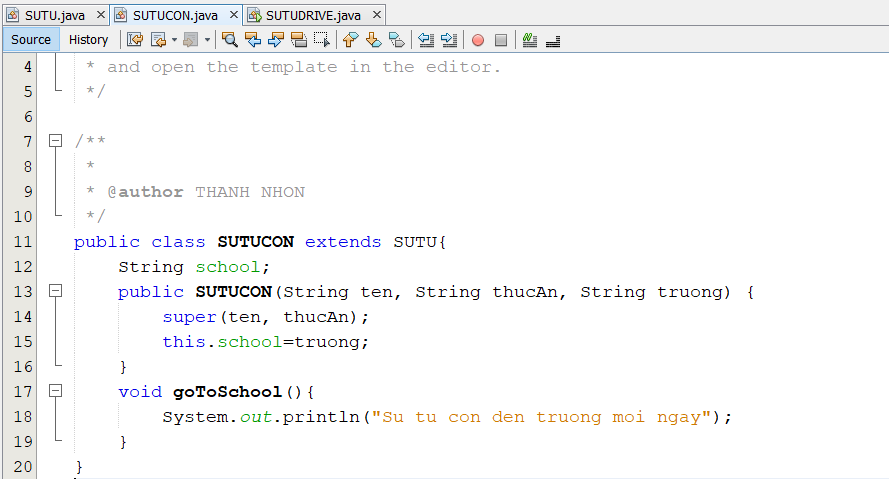 SUTU.java SUTUCON.java SUTUDRIVE.java
Source History
4 * and open the template in the editor.
5 */
6
7 /**
8 *
9 * @author THANH NHON
10 */
11 public class SUTUCON extends SUTU{
12 String school;
13 public SUTUCON(String ten, String thucAn, String truong) {
14 super(ten, thucAn);
15 this.school=truong;
16 }
17 void goToSchool(){
18 System.out.println("Su tu con den truong moi ngay");
19 }
20 }